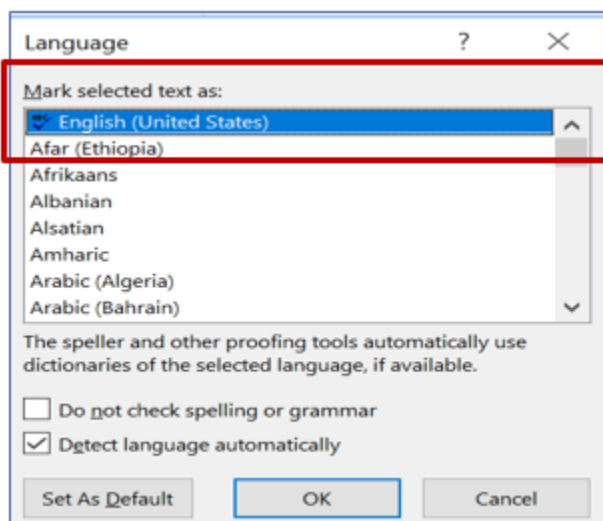 Language
Mark selected text as:
English (United States)
Afar (Ethiopia)
Afrikaans
Albanian
Alsatian
Amharic
Arabic (Algeria)
Arabic (Bahrain)
The speller and other proofing tools automatically use
dictionaries of the selected language, if available.
Do not check spelling or grammar
Detect language automatically
Set As Default OK Cancel